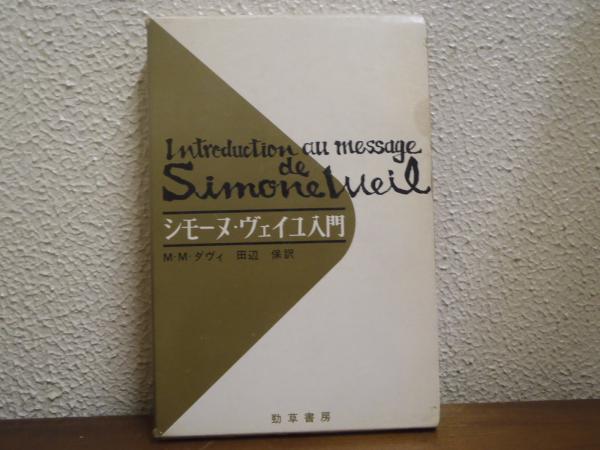 Introduction au message
de
Simone Weil
シモーヌ・ヴェイユ入門
M・M・ダヴィ 田辺 保訳
勁草書房